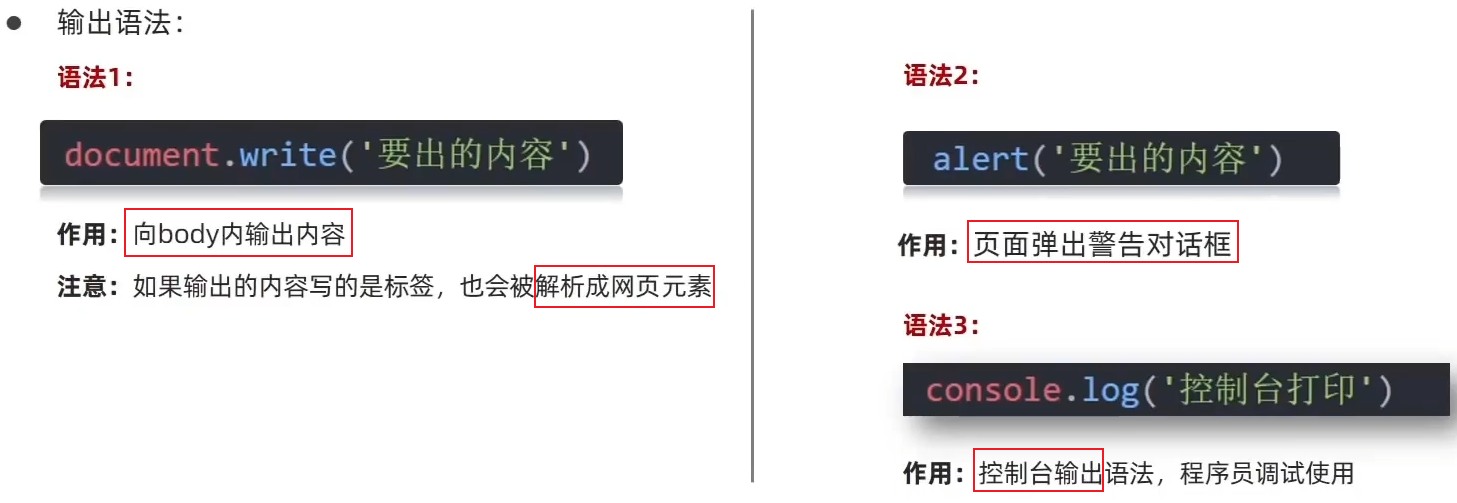 ● 输出语法：
语法1：
document.write('要出的内容')
作用：向body内输出内容
注意：如果输出的内容写的是标签，也会被解析成网页元素
语法2：
alert('要出的内容')
作用：页面弹出警告对话框
语法3：
console.log('控制台打印')
作用：控制台输出语法，程序员调试使用